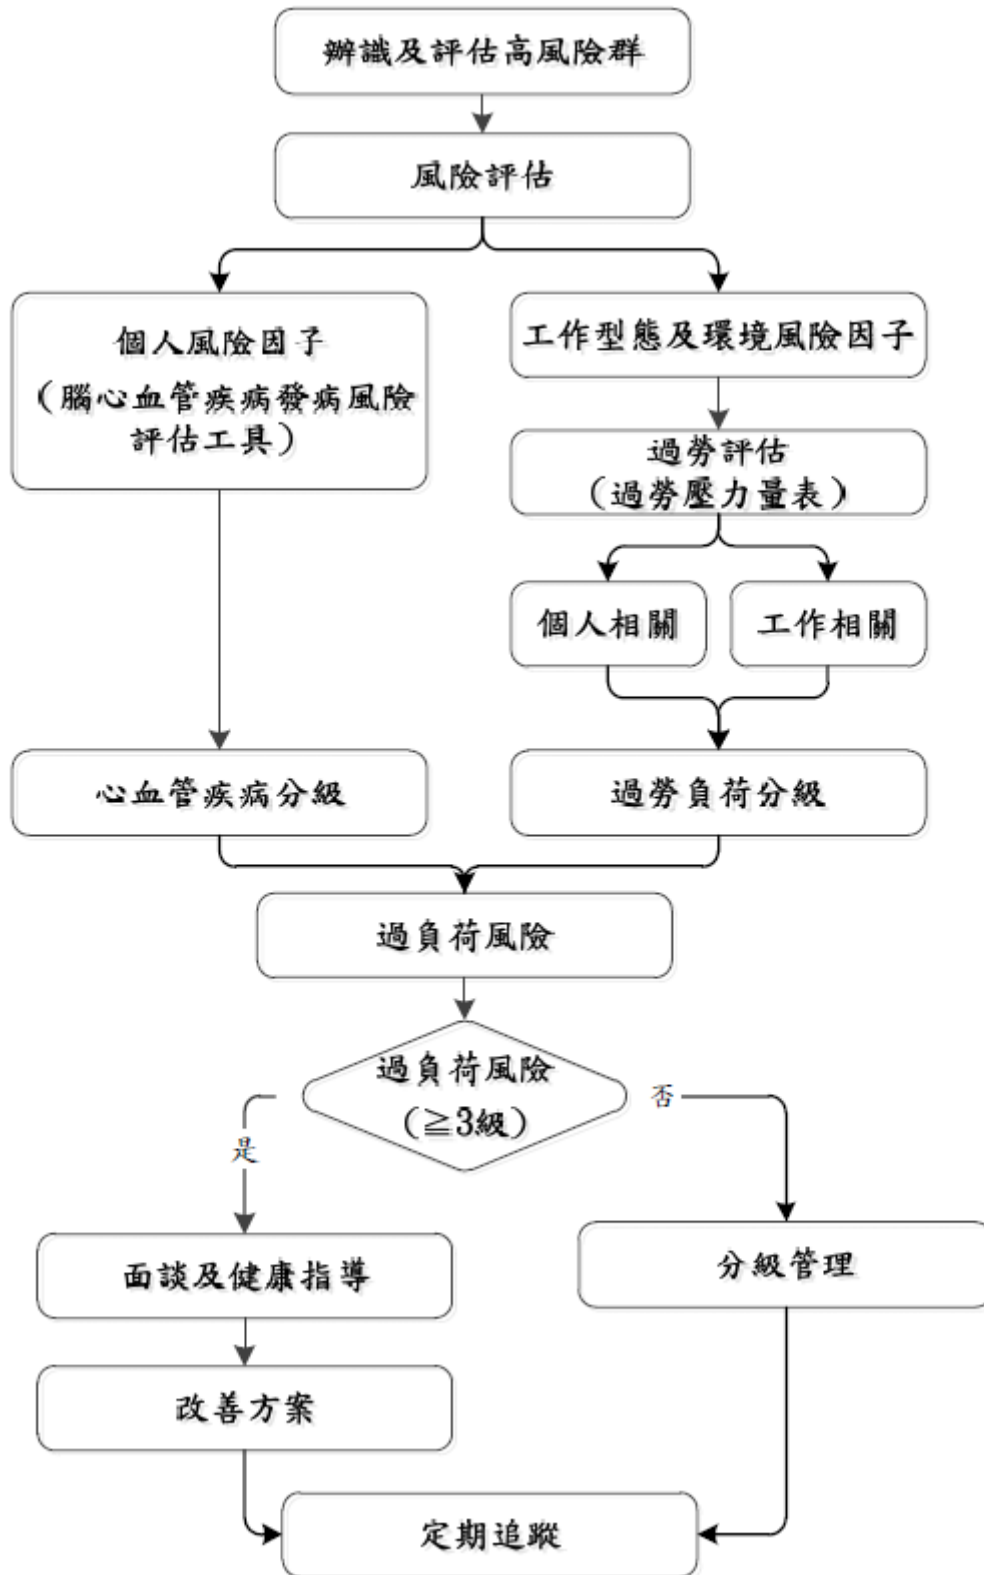 辦識及評估高風險群
風險評估
個人風險因子
（腦心血管疾病發病風險
評估工具）
工作型態及環境風險因子
過勞評估
（過勞壓力量表）
個人相關
工作相關
心血管疾病分級
過勞負荷分級
過負荷風險
過負荷風險
（≧3級）
是
否
面談及健康指導
分級管理
改善方案
定期追蹤